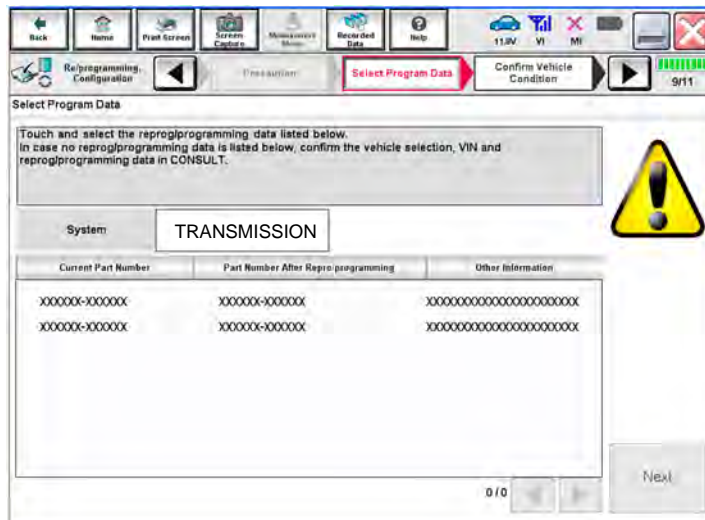 Back
Home
Print Screen
Screen Capture
Measurement Mode
Recorded Data
Help
11.8V
VI
MI
Re/programming, Configuration
Precaution
Select Program Data
Confirm Vehicle Condition
9/11
Select Program Data
Touch and select the reprog/programming data listed below.
In case no reprog/programming data is listed below, confirm the vehicle selection, VIN and
reprog/programming data in CONSULT.
System
TRANSMISSION
Current Part Number
Part Number After Repro/programming
Other Information
XXXXXX-XXXXXX
XXXXXX-XXXXXX
XXXXXXXXXXXXXXXXXXXXXX
XXXXXX-XXXXXX
XXXXXX-XXXXXX
XXXXXXXXXXXXXXXXXXXXXX
0/0
Next